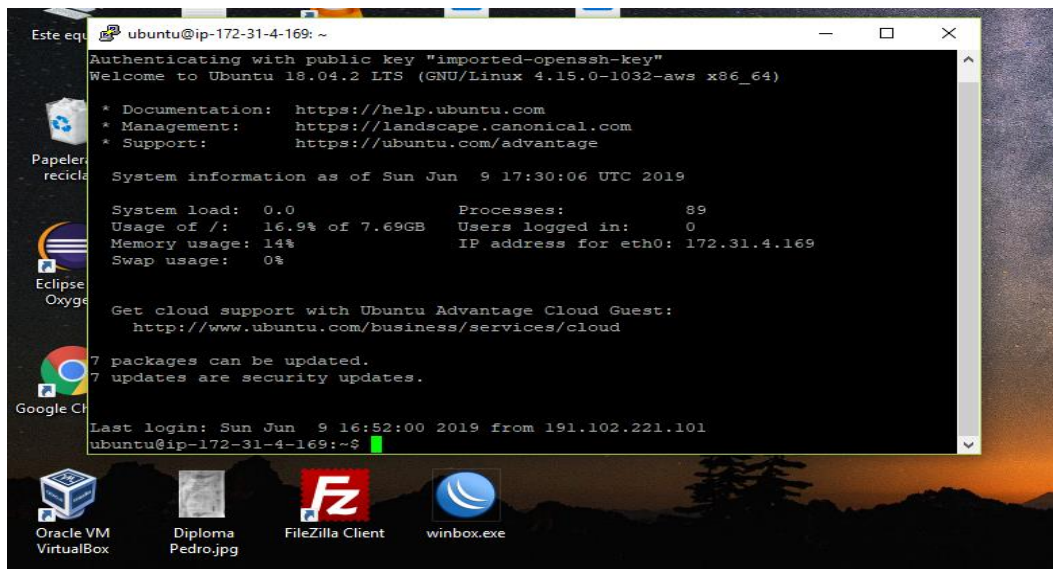 Este equ
ubuntu@ip-172-31-4-169: ~
Authenticating with public key "imported-openssh-key"
Welcome to Ubuntu 18.04.2 LTS (GNU/Linux 4.15.0-1032-aws x86_64)
* Documentation:  https://help.ubuntu.com
* Management:     https://landscape.canonical.com
* Support:        https://ubuntu.com/advantage
System information as of Sun Jun  9 17:30:06 UTC 2019
System load:  0.0               Processes:           89
Usage of /:   16.9% of 7.69GB   Users logged in:     0
Memory usage: 14%               IP address for eth0: 172.31.4.169
Swap usage:   0%
Get cloud support with Ubuntu Advantage Cloud Guest:
http://www.ubuntu.com/business/services/cloud
7 packages can be updated.
7 updates are security updates.
Last login: Sun Jun  9 16:52:00 2019 from 191.102.221.101
ubuntu@ip-172-31-4-169:~$
Papeler
recicla
Eclipse
Oxyge
Google Ch
Oracle VM
VirtualBox
Diploma
Pedro.jpg
FileZilla Client
winbox.exe